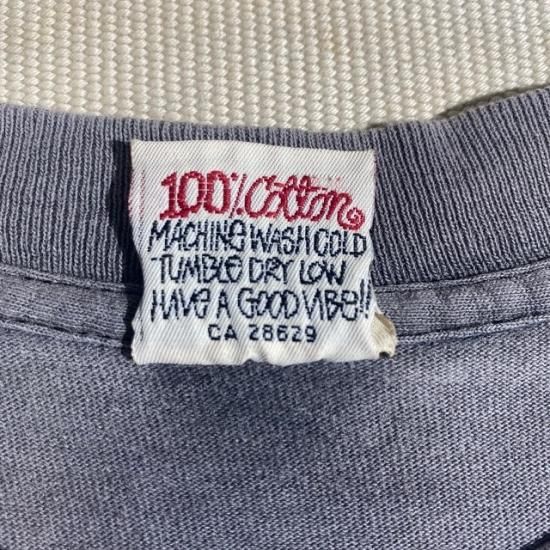 100% Cotton
MACHINE WASH COLD
TUMBLE DRY LOW
HAVE A GOOD VIBE!!
CA 28629